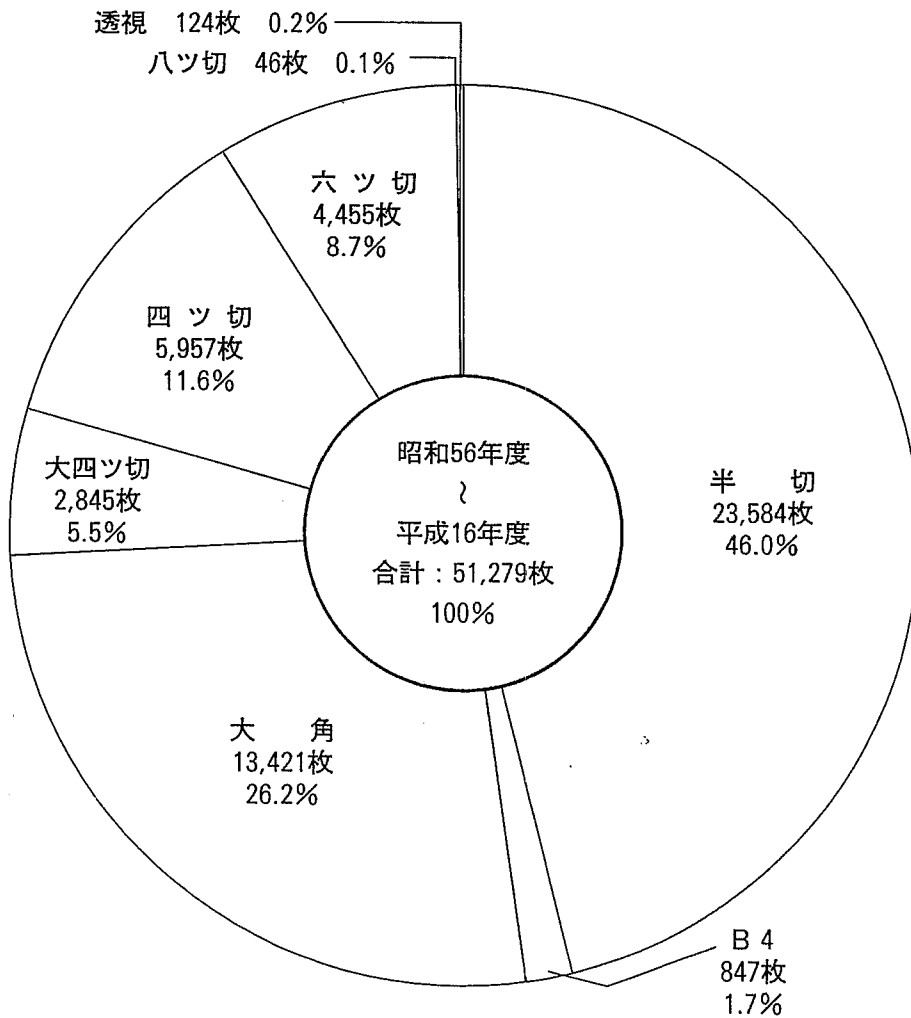 透視 124枚 0.2%
八ツ切 46枚 0.1%
六ツ切
4,455枚
8.7%
四ツ切
5,957枚
11.6%
大四ツ切
2,845枚
5.5%
昭和56年度
~
平成16年度
合計：51,279枚
100%
半切
23,584枚
46.0%
大角
13,421枚
26.2%
B4
847枚
1.7%